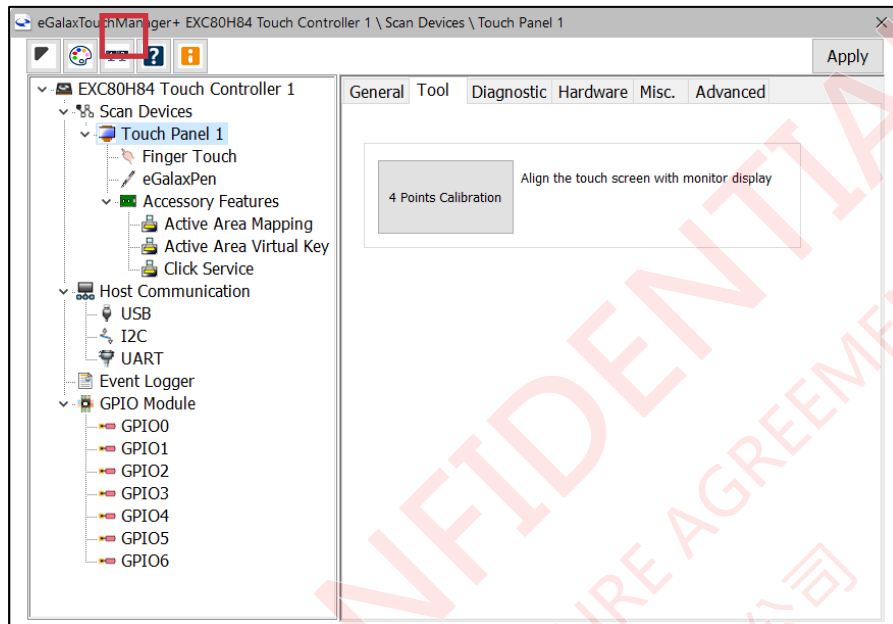 eGalaxTouchManager+ EXC80H84 Touch Controller 1 \ Scan Devices \ Touch Panel 1
Apply
EXC80H84 Touch Controller 1
Scan Devices
Touch Panel 1
Finger Touch
eGalaxPen
Accessory Features
Active Area Mapping
Active Area Virtual Key
Click Service
Host Communication
USB
I2C
UART
Event Logger
GPIO Module
GPIO0
GPIO1
GPIO2
GPIO3
GPIO4
GPIO5
GPIO6
General Tool Diagnostic Hardware Misc. Advanced
4 Points Calibration
Align the touch screen with monitor display
NFIDENTIA
URE AGREEME
公司